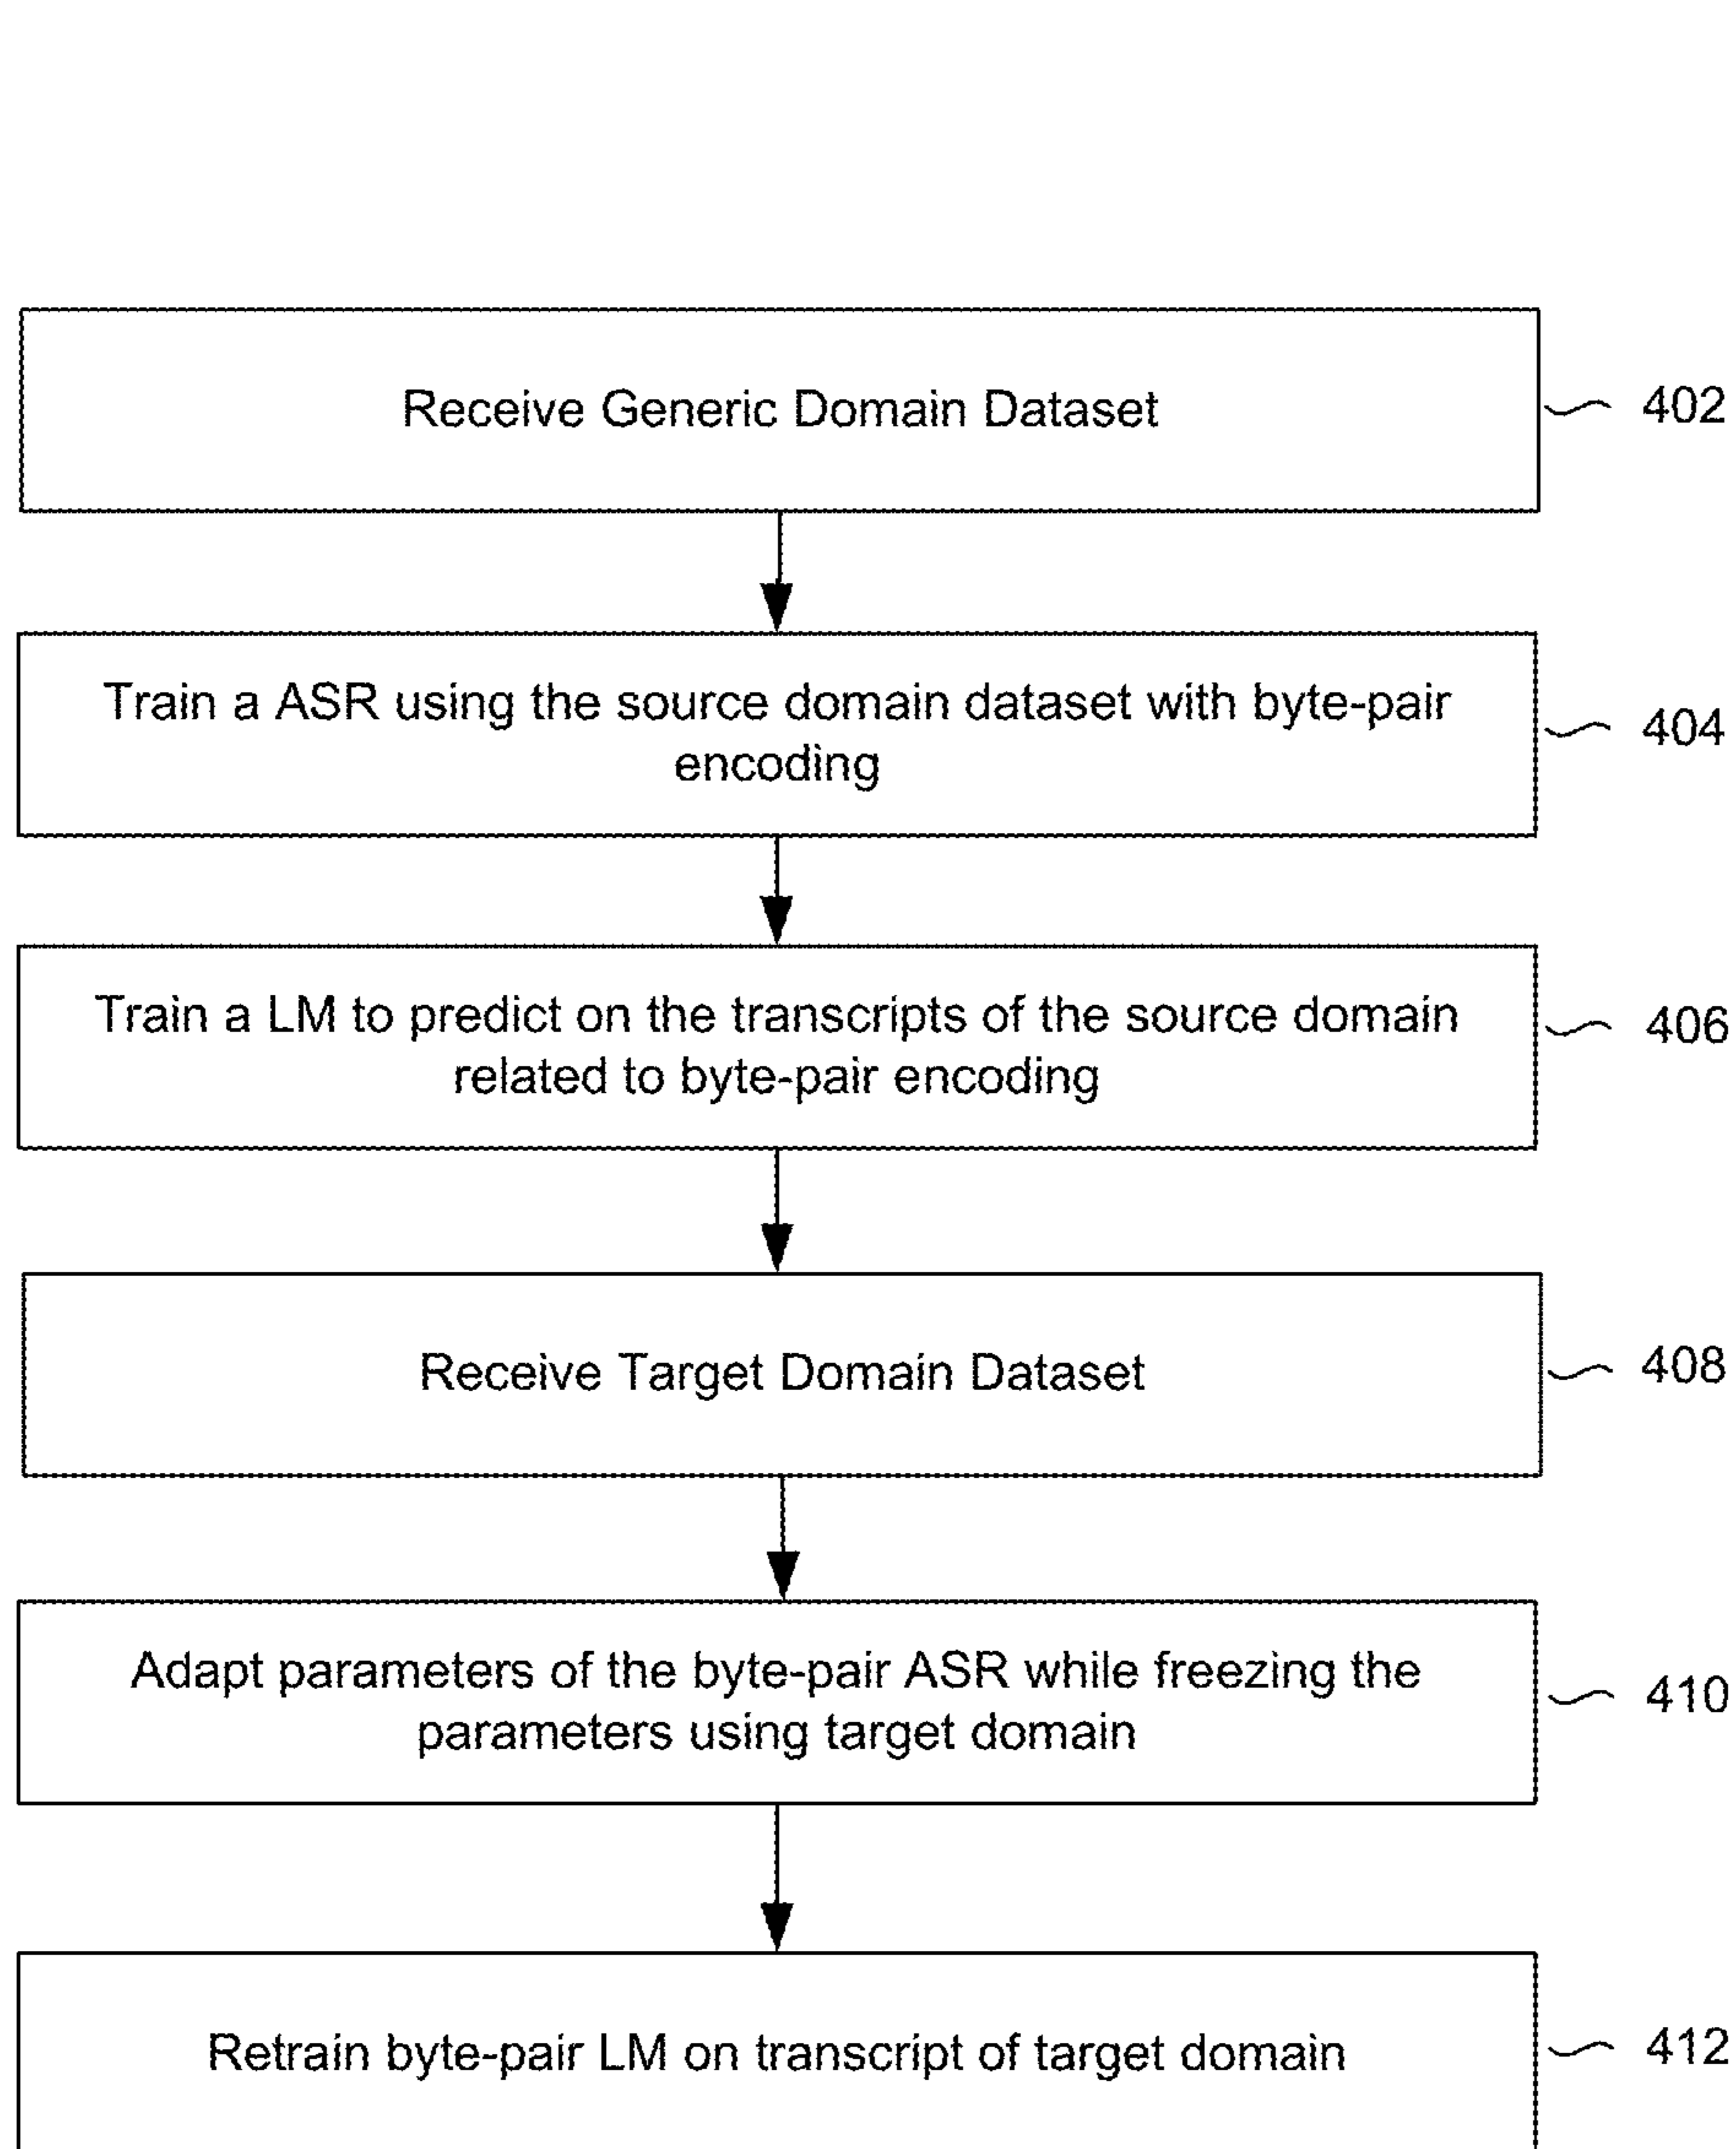 Receive Generic Domain Dataset
402
Train a ASR using the source domain dataset with byte-pair
encoding
404
Train a LM to predict on the transcripts of the source domain
related to byte-pair encoding
406
Receive Target Domain Dataset
408
Adapt parameters of the byte-pair ASR while freezing the
parameters using target domain
410
Retrain byte-pair LM on transcript of target domain
412